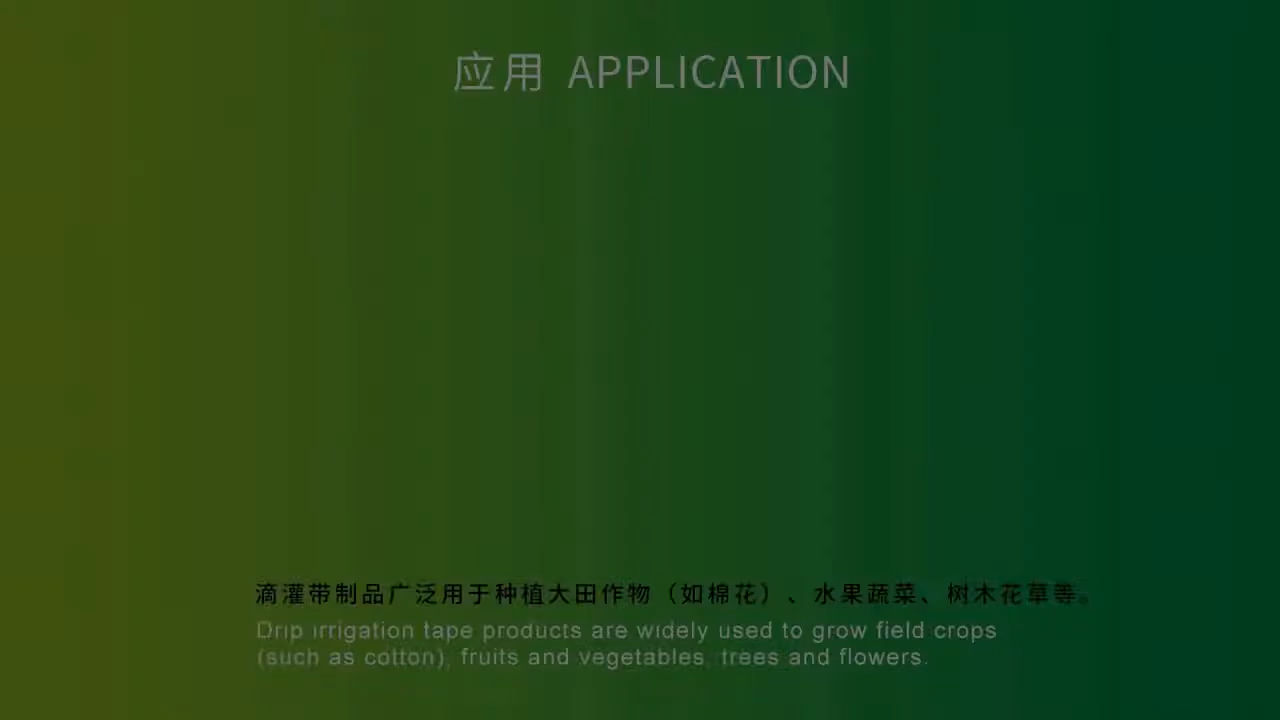 应用 APPLICATION
滴灌带制品广泛用于种植大田作物（如棉花）、水果蔬菜、树木花草等。
Drip irrigation tape products are widely used to grow field crops
(such as cotton), fruits and vegetables, trees and flowers.